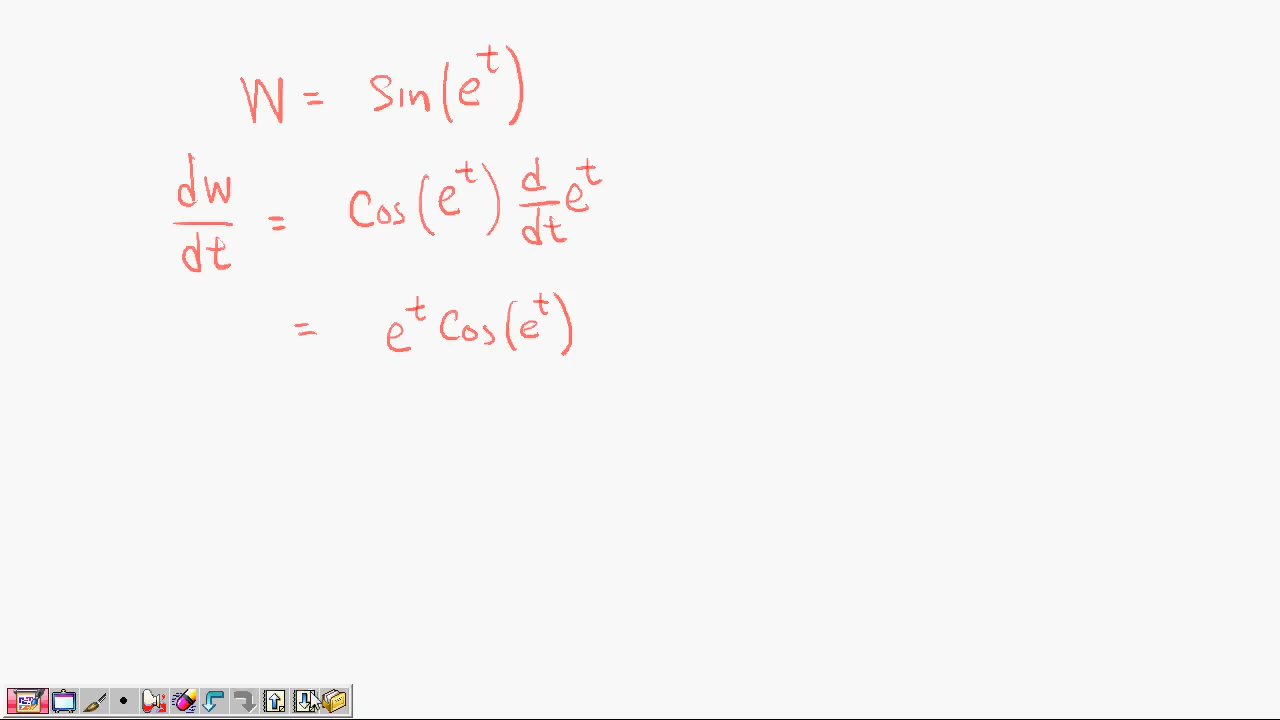 W = Sin(e^t)
dw/dt = Cos(e^t) d/dt e^t
= e^t Cos(e^t)